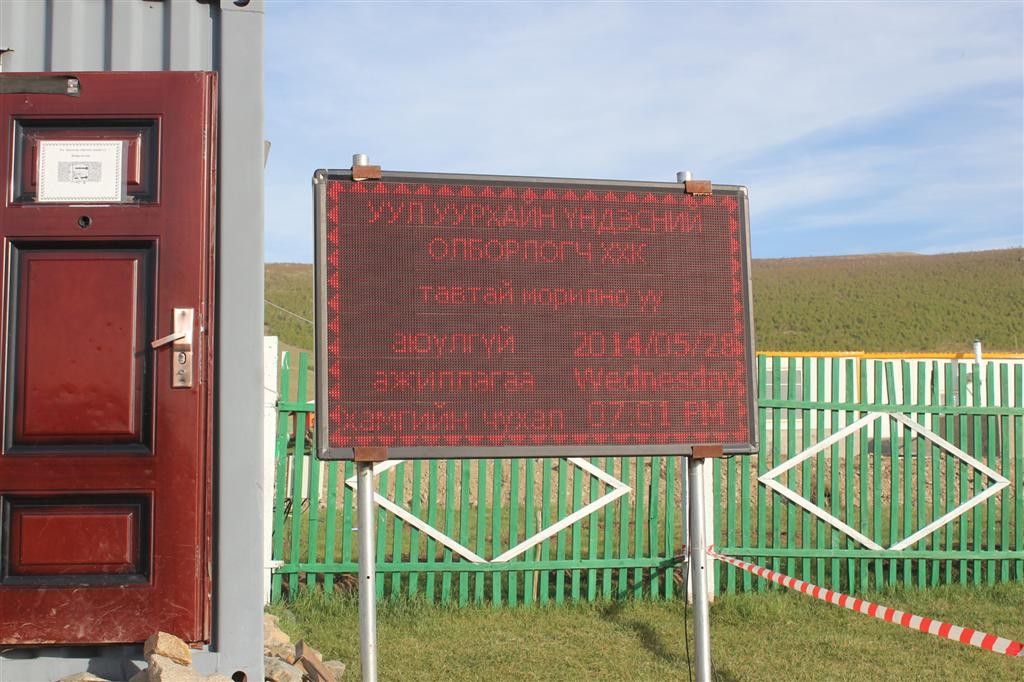 УУЛ УУРХАЙН ҮНДЭСНИЙ
ОЛБОРЛОГЧ ХХК
тавтай морилно уу
аюулгүй 2014/05/28
ажиллагаа Wednesday
хамгийн чухал 07:01 PM